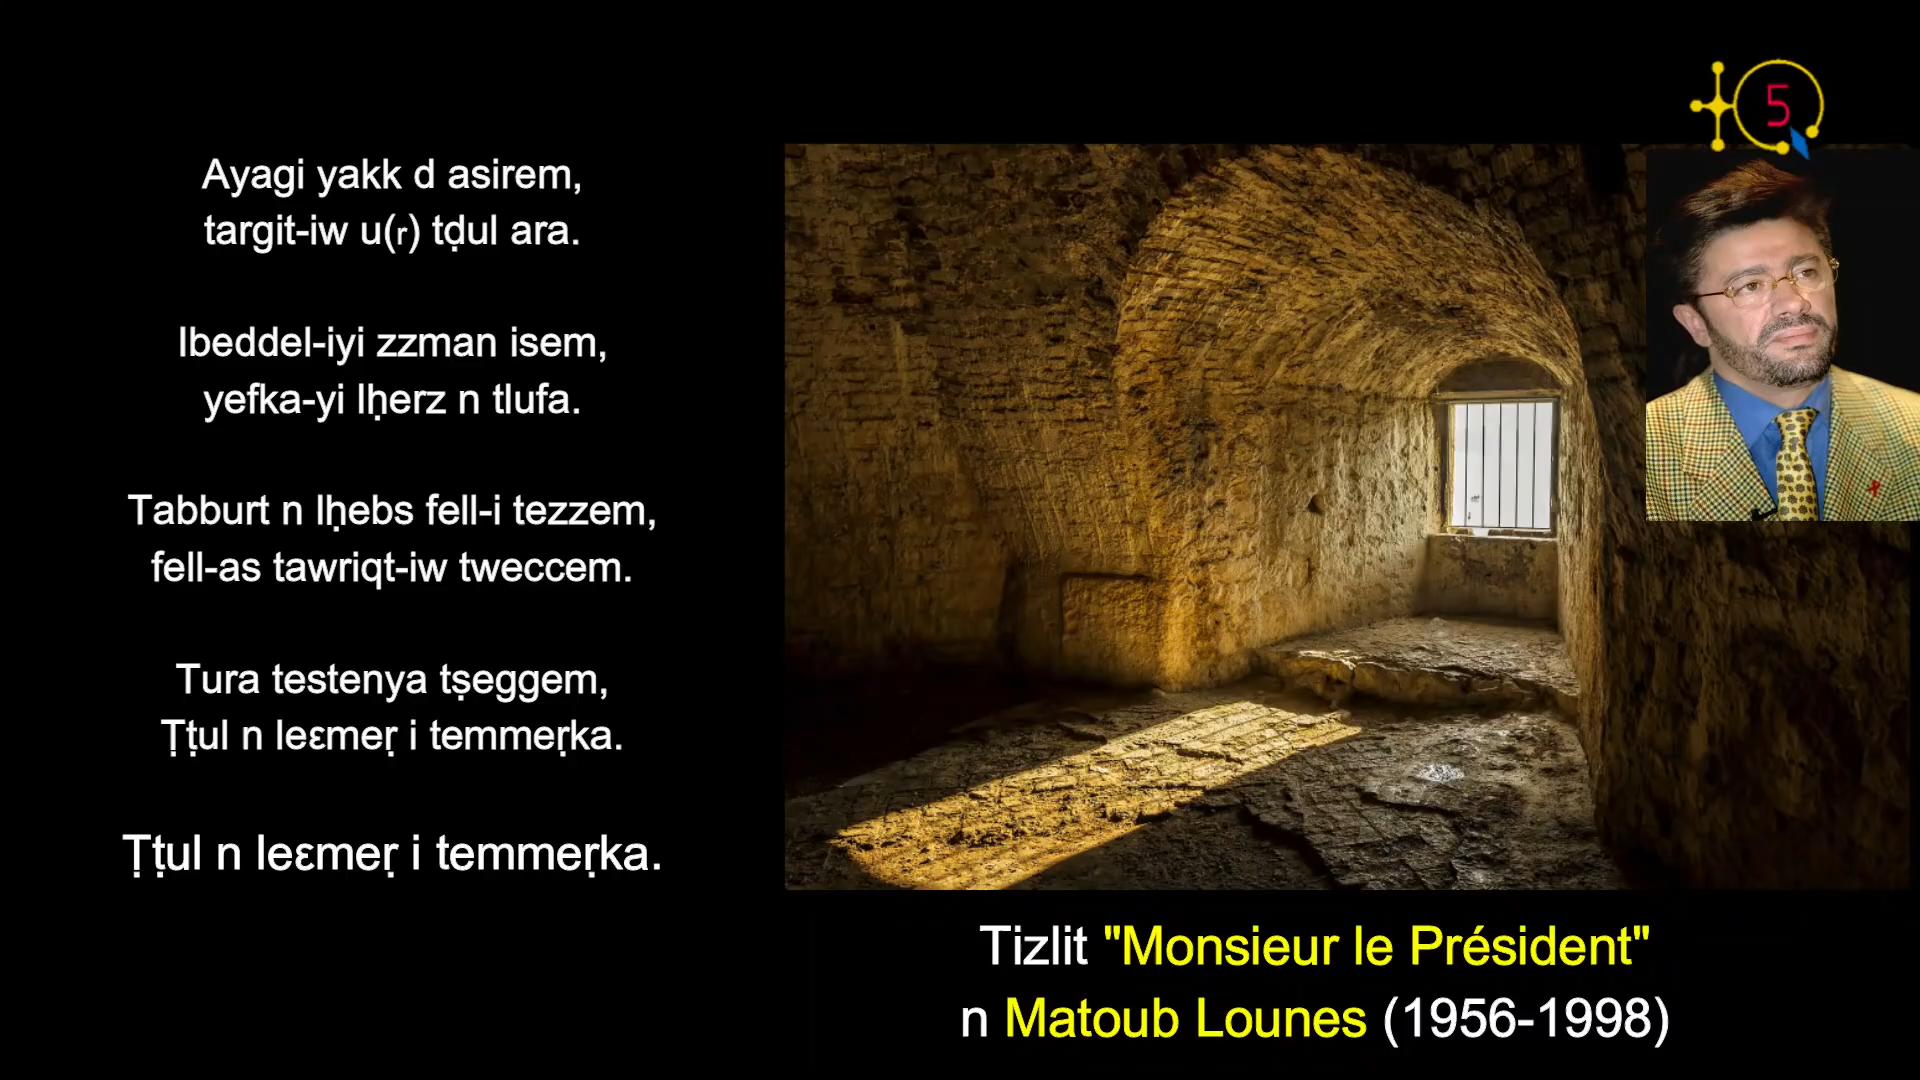 5
Ayagi yakk d asirem,
targit-iw u(r) tḍul ara.
Ibeddel-iyi zzman isem,
yefka-yi lḥerz n tlufa.
Tabburt n lḥebs fell-i tezzem,
fell-as tawriqt-iw tweccem.
Tura testenya tṣeggem,
Ṭṭul n leɛmeṛ i temmeṛka.
Ṭṭul n leɛmeṛ i temmeṛka.
Tizlit "Monsieur le Président"
n Matoub Lounes (1956-1998)